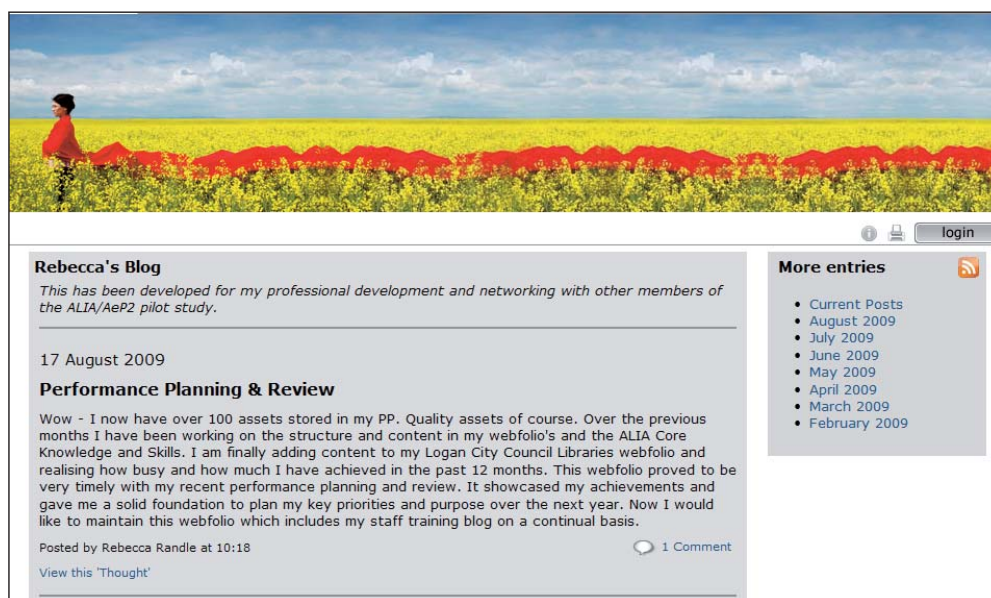 login
Rebecca's Blog
This has been developed for my professional development and networking with other members of
the ALIA/AeP2 pilot study.
17 August 2009
Performance Planning & Review
Wow - I now have over 100 assets stored in my PP. Quality assets of course. Over the previous
months I have been working on the structure and content in my webfolio's and the ALIA Core
Knowledge and Skills. I am finally adding content to my Logan City Council Libraries webfolio and
realising how busy and how much I have achieved in the past 12 months. This webfolio proved to be
very timely with my recent performance planning and review. It showcased my achievements and
gave me a solid foundation to plan my key priorities and purpose over the next year. Now I would
like to maintain this webfolio which includes my staff training blog on a continual basis.
Posted by Rebecca Randle at 10:18
1 Comment
View this 'Thought'
More entries
Current Posts
August 2009
July 2009
June 2009
May 2009
April 2009
March 2009
February 2009